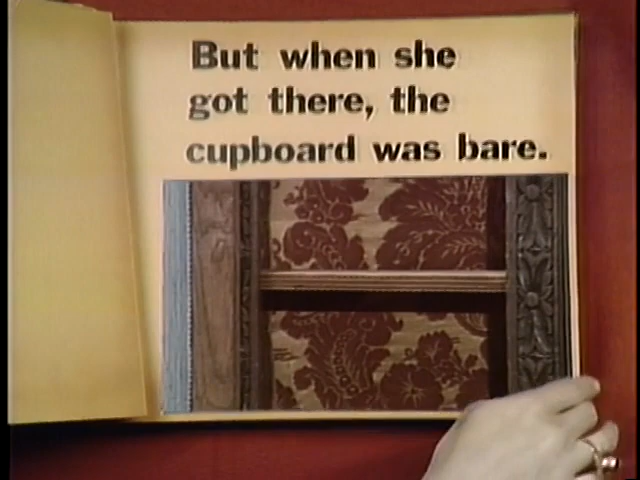 But when she
got there, the
cupboard was bare.